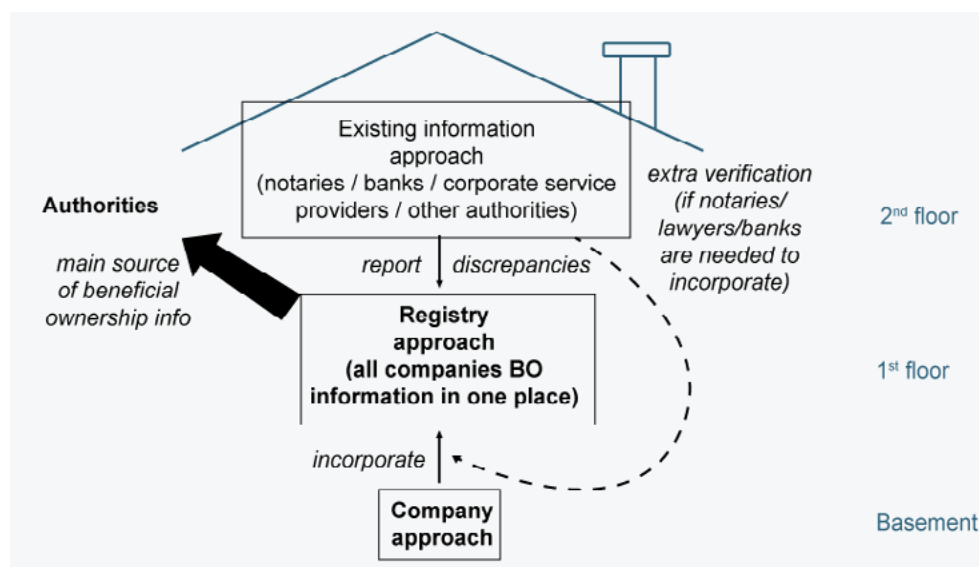 Existing information
approach
(notaries / banks / corporate service
providers / other authorities)
extra verification
(if notaries/
lawyers/banks
are needed to
incorporate)
2nd floor
Authorities
main source
of beneficial
ownership info
report discrepancies
Registry
approach
(all companies BO
information in one place)
1st floor
incorporate
Company
approach
Basement